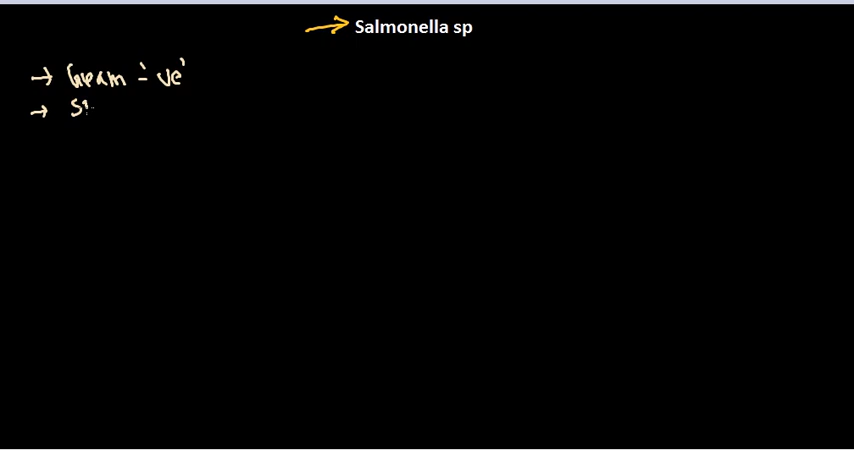 Salmonella sp
→ Gram '-ve'
→ S